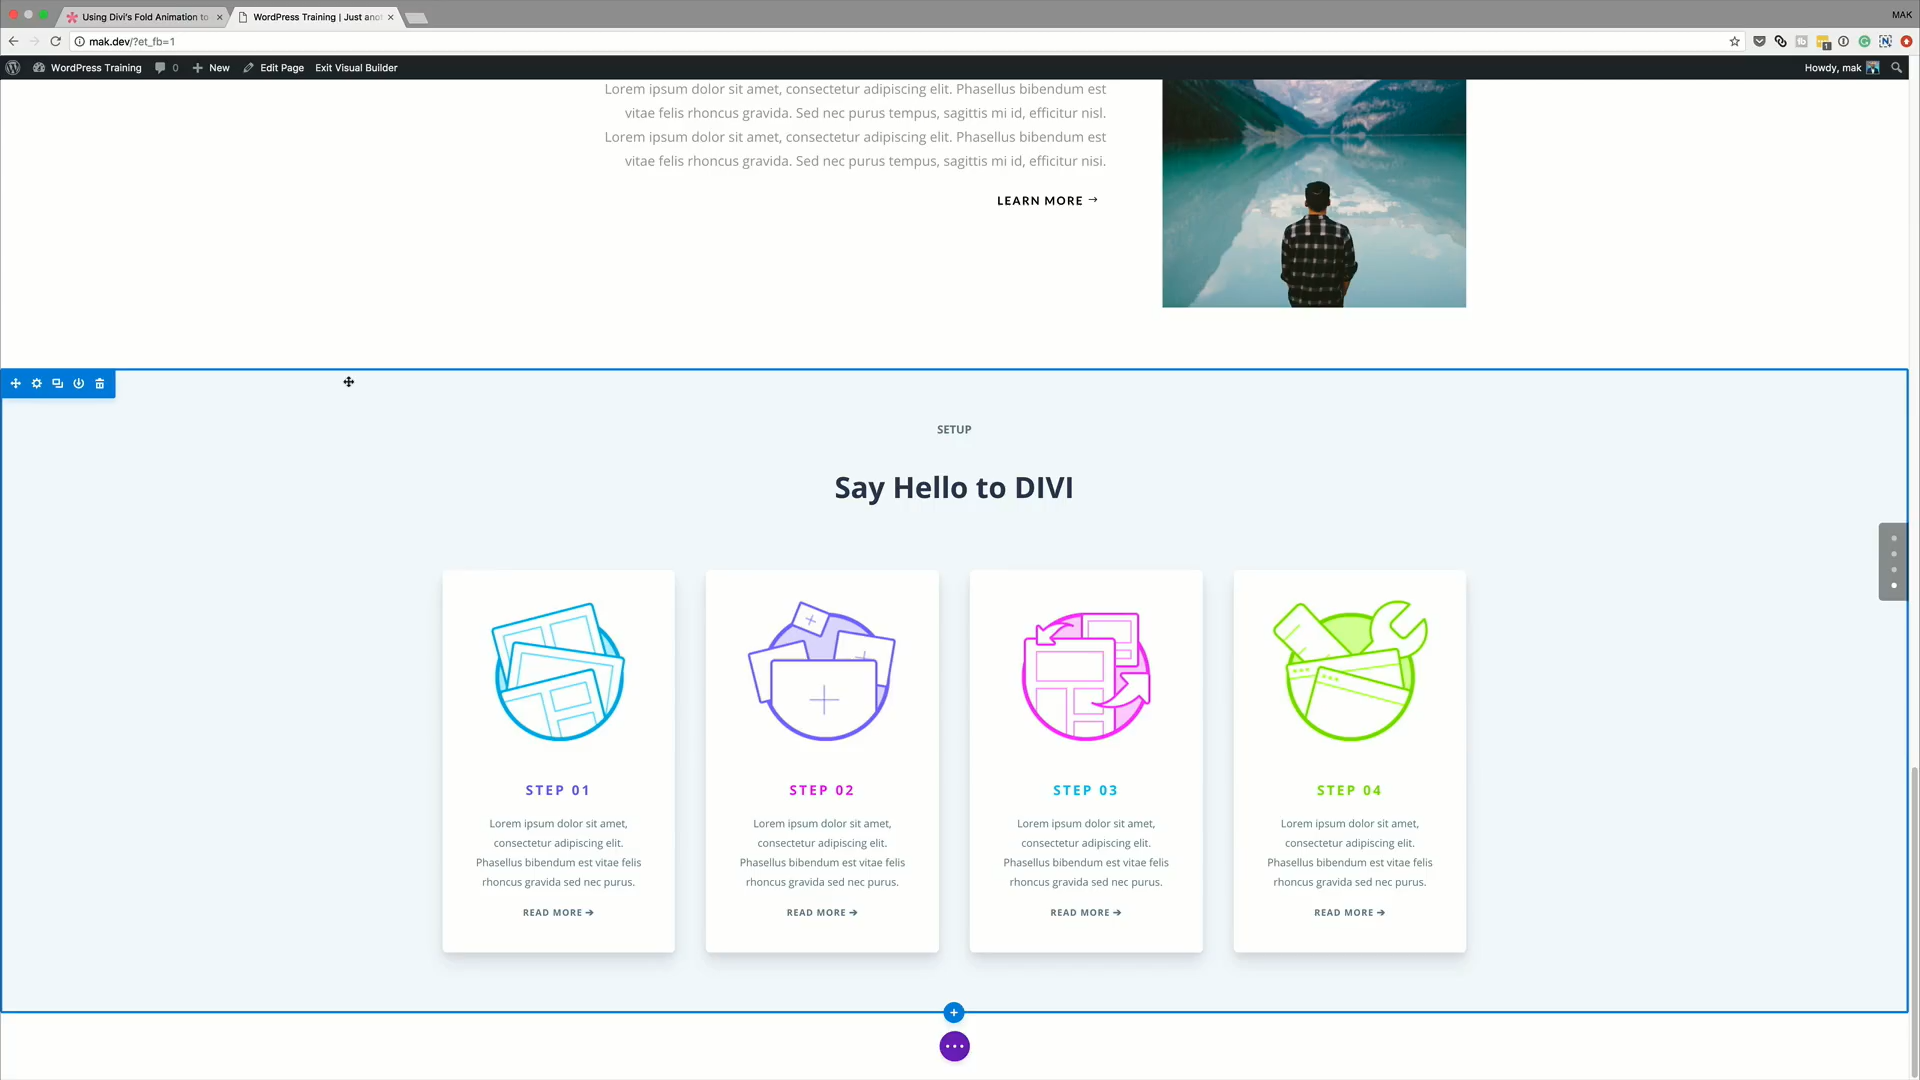 Using Divi's Fold Animation to
WordPress Training | Just ano
MAK
mak.dev/?et_fb=1
WordPress Training
0
New
Edit Page
Exit Visual Builder
Howdy, mak
Lorem ipsum dolor sit amet, consectetur adipiscing elit. Phasellus bibendum est
vitae felis rhoncus gravida. Sed nec purus tempus, sagittis mi id, efficitur nisl.
Lorem ipsum dolor sit amet, consectetur adipiscing elit. Phasellus bibendum est
vitae felis rhoncus gravida. Sed nec purus tempus, sagittis mi id, efficitur nisi.
LEARN MORE →
SETUP
Say Hello to DIVI
STEP 01
Lorem ipsum dolor sit amet,
consectetur adipiscing elit.
Phasellus bibendum est vitae felis
rhoncus gravida sed nec purus.
READ MORE →
STEP 02
Lorem ipsum dolor sit amet,
consectetur adipiscing elit.
Phasellus bibendum est vitae felis
rhoncus gravida sed nec purus.
READ MORE →
STEP 03
Lorem ipsum dolor sit amet,
consectetur adipiscing elit.
Phasellus bibendum est vitae felis
rhoncus gravida sed nec purus.
READ MORE →
STEP 04
Lorem ipsum dolor sit amet,
consectetur adipiscing elit.
Phasellus bibendum est vitae felis
rhoncus gravida sed nec purus.
READ MORE →